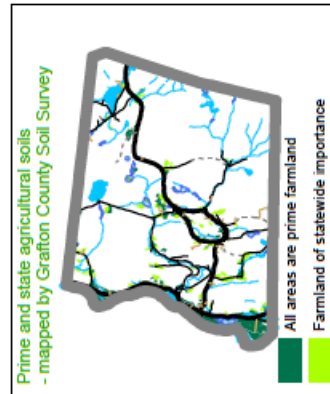 Prime and state agricultural soils
- mapped by Grafton County Soil Survey
All areas are prime farmland
Farmland of statewide importance